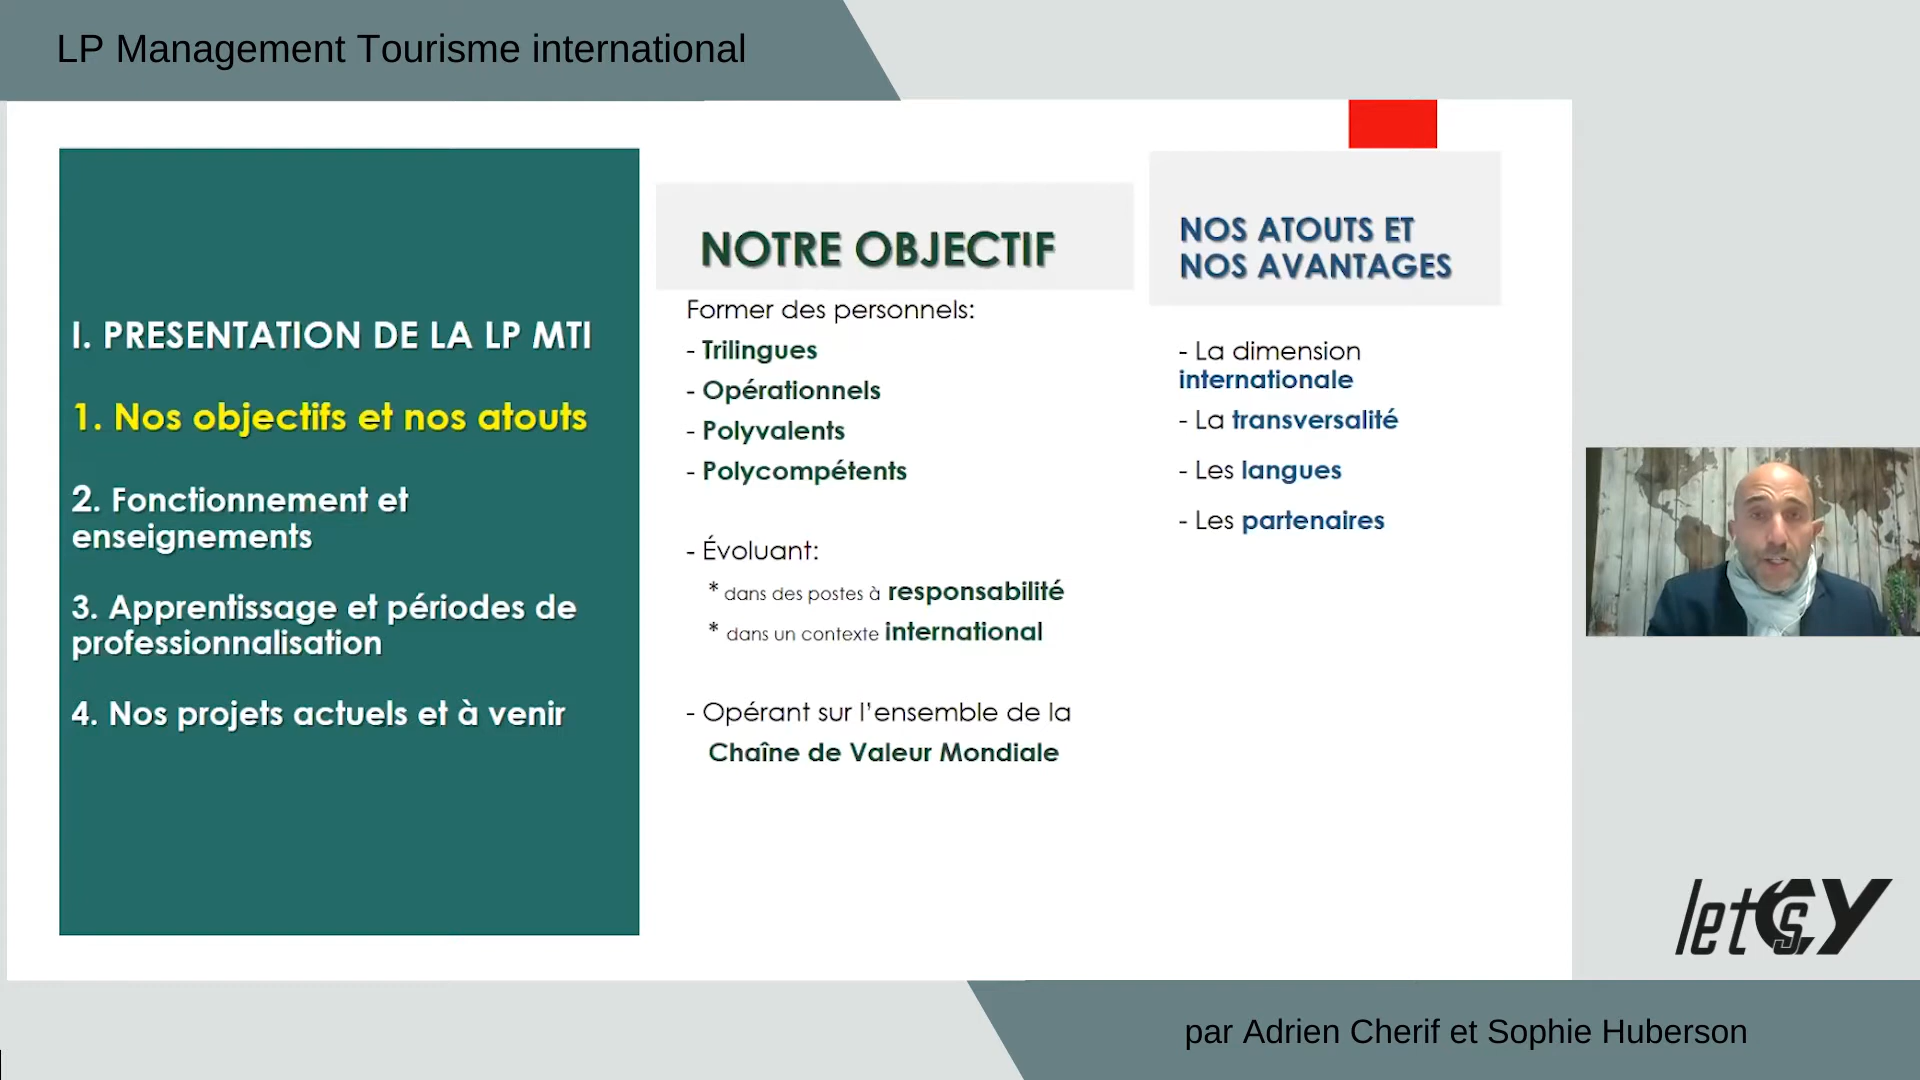 LP Management Tourisme international
I. PRESENTATION DE LA LP MTI
1. Nos objectifs et nos atouts
2. Fonctionnement et
enseignements
3. Apprentissage et périodes de
professionnalisation
4. Nos projets actuels et à venir
NOTRE OBJECTIF
Former des personnels:
- Trilingues
- Opérationnels
- Polyvalents
- Polycompétents
- Évoluant:
* dans des postes à responsabilité
* dans un contexte international
- Opérant sur l'ensemble de la
Chaîne de Valeur Mondiale
NOS ATOUTS ET
NOS AVANTAGES
- La dimension
internationale
- La transversalité
- Les langues
- Les partenaires
let's CY
par Adrien Cherif et Sophie Huberson